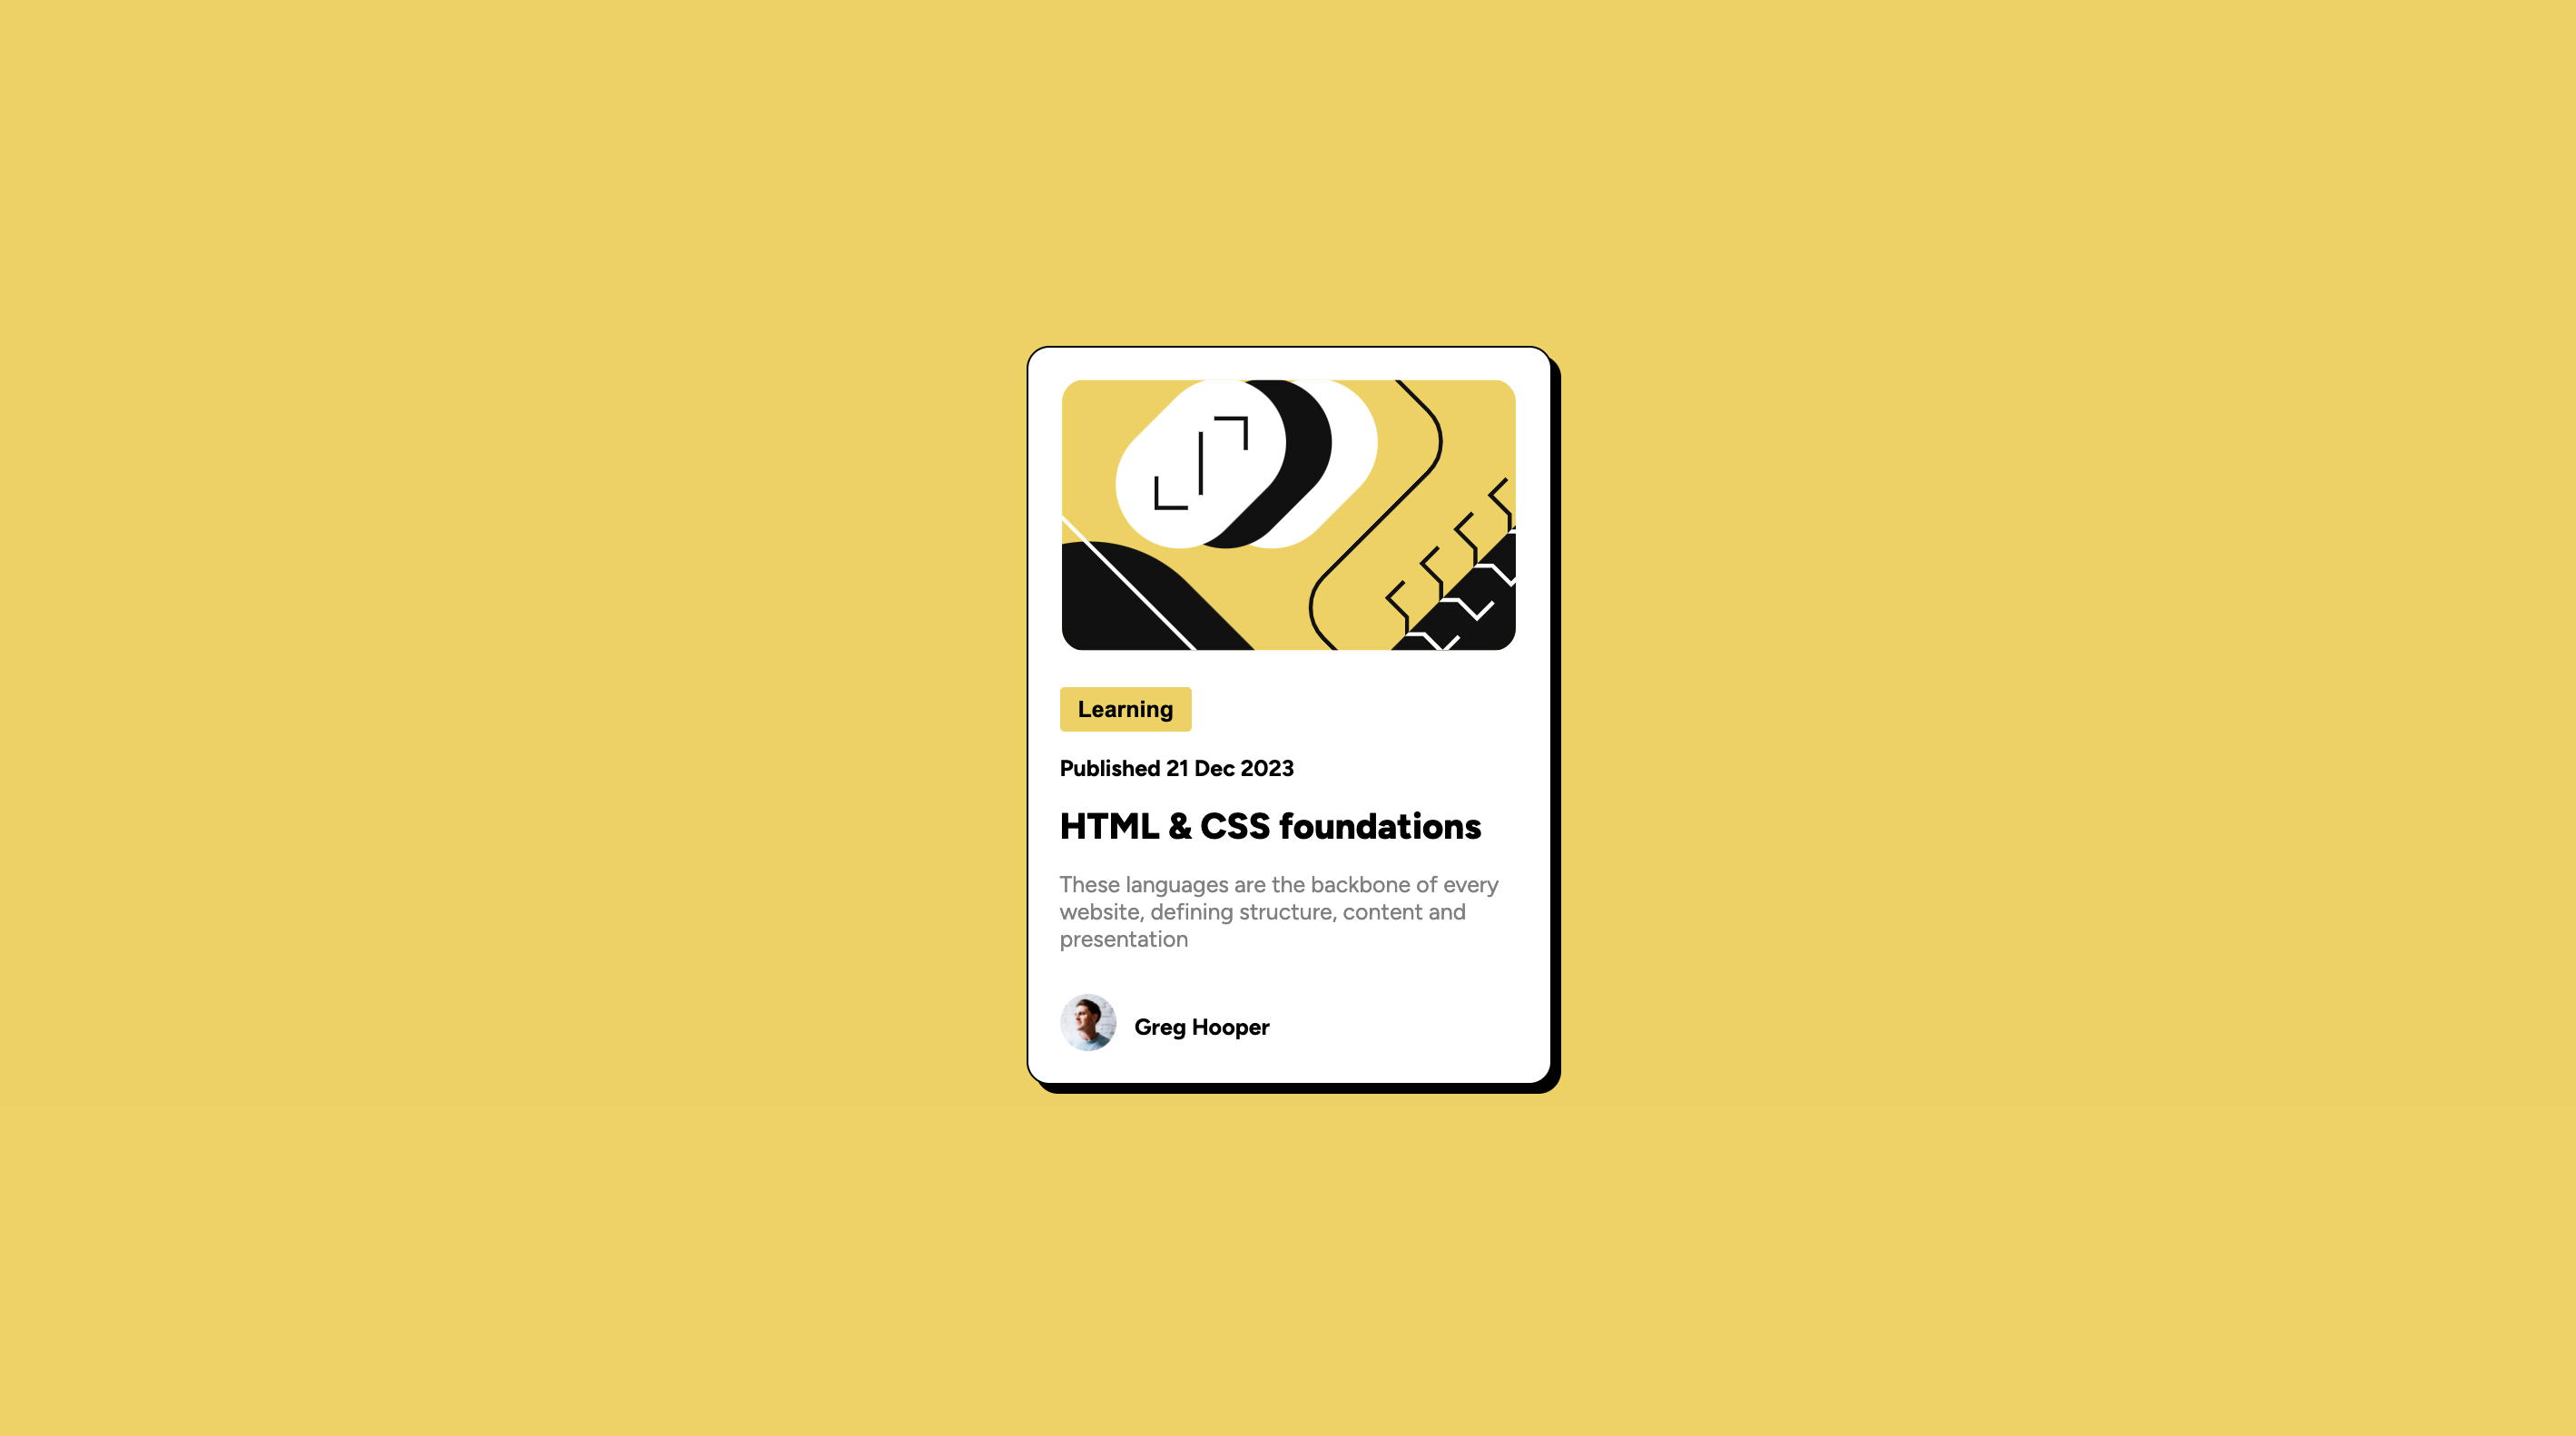 Learning
Published 21 Dec 2023
HTML & CSS foundations
These languages are the backbone of every
website, defining structure, content and
presentation
Greg Hooper